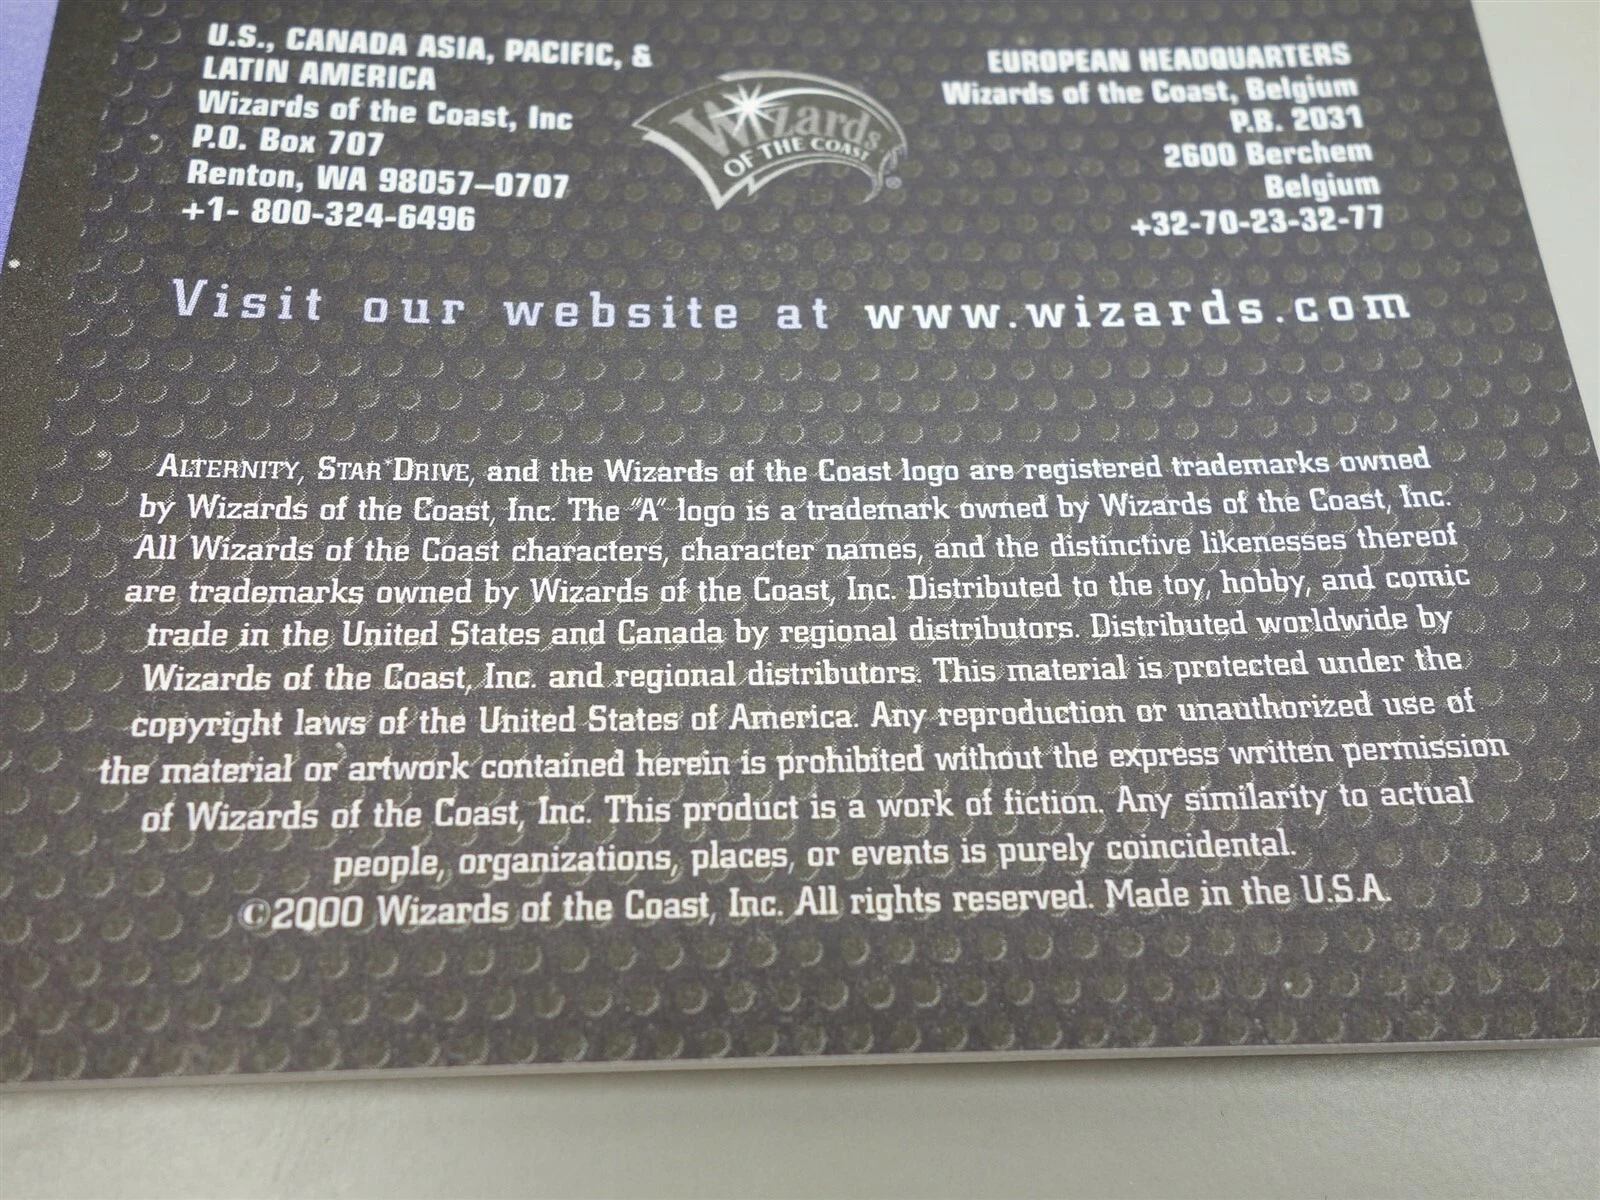 U.S., CANADA ASIA, PACIFIC, &
LATIN AMERICA
Wizards of the Coast, Inc
P.O. Box 707
Renton, WA 98057–0707
+1- 800-324-6496
Wizards
OF THE COAST
®
EUROPEAN HEADQUARTERS
Wizards of the Coast, Belgium
P.B. 2031
2600 Berchem
Belgium
+32-70-23-32-77
Visit our website at www.wizards.com
ALTERNITY, STAR*DRIVE, and the Wizards of the Coast logo are registered trademarks owned
by Wizards of the Coast, Inc. The "A" logo is a trademark owned by Wizards of the Coast, Inc.
All Wizards of the Coast characters, character names, and the distinctive likenesses thereof
are trademarks owned by Wizards of the Coast, Inc. Distributed to the toy, hobby, and comic
trade in the United States and Canada by regional distributors. Distributed worldwide by
Wizards of the Coast, Inc. and regional distributors. This material is protected under the
copyright laws of the United States of America. Any reproduction or unauthorized use of
the material or artwork contained herein is prohibited without the express written permission
of Wizards of the Coast, Inc. This product is a work of fiction. Any similarity to actual
people, organizations, places, or events is purely coincidental.
©2000 Wizards of the Coast, Inc. All rights reserved. Made in the U.S.A.